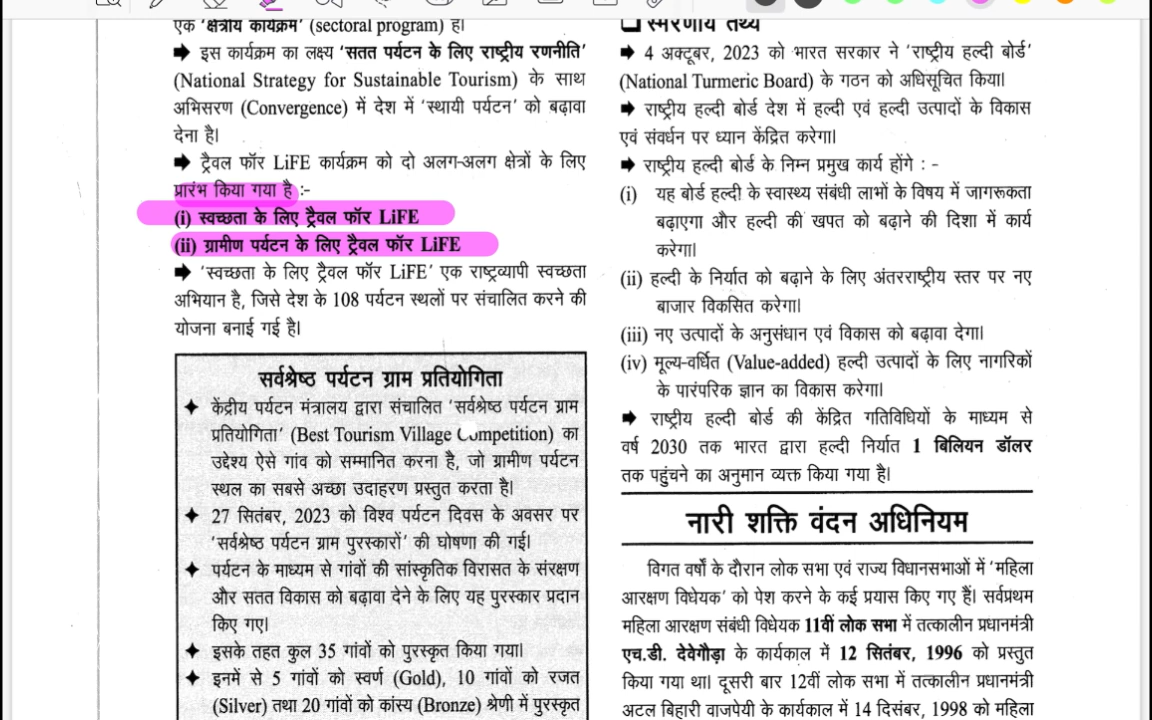 एक 'क्षेत्रीय कार्यक्रम' (sectoral program) है।
➡ इस कार्यक्रम का लक्ष्य 'सतत पर्यटन के लिए राष्ट्रीय रणनीति'
(National Strategy for Sustainable Tourism) के साथ
अभिसरण (Convergence) में देश में 'स्थायी पर्यटन' को बढ़ावा
देना है।
➡ ट्रैवल फॉर LiFE कार्यक्रम को दो अलग-अलग क्षेत्रों के लिए
प्रारंभ किया गया है :-
(i) स्वच्छता के लिए ट्रैवल फॉर LiFE
(ii) ग्रामीण पर्यटन के लिए ट्रैवल फॉर LiFE
➡ 'स्वच्छता के लिए ट्रैवल फॉर LiFE' एक राष्ट्रव्यापी स्वच्छता
अभियान है, जिसे देश के 108 पर्यटन स्थलों पर संचालित करने की
योजना बनाई गई है।
सर्वश्रेष्ठ पर्यटन ग्राम प्रतियोगिता
✦ केंद्रीय पर्यटन मंत्रालय द्वारा संचालित 'सर्वश्रेष्ठ पर्यटन ग्राम
प्रतियोगिता' (Best Tourism Village Competition) का
उद्देश्य ऐसे गांव को सम्मानित करना है, जो ग्रामीण पर्यटन
स्थल का सबसे अच्छा उदाहरण प्रस्तुत करता है।
✦ 27 सितंबर, 2023 को विश्व पर्यटन दिवस के अवसर पर
'सर्वश्रेष्ठ पर्यटन ग्राम पुरस्कारों' की घोषणा की गई।
✦ पर्यटन के माध्यम से गांवों की सांस्कृतिक विरासत के संरक्षण
और सतत विकास को बढ़ावा देने के लिए यह पुरस्कार प्रदान
किए गए।
✦ इसके तहत कुल 35 गांवों को पुरस्कृत किया गया।
✦ इनमें से 5 गांवों को स्वर्ण (Gold), 10 गांवों को रजत
(Silver) तथा 20 गांवों को कांस्य (Bronze) श्रेणी में पुरस्कृत
❑ स्मरणीय तथ्य
➡ 4 अक्टूबर, 2023 को भारत सरकार ने 'राष्ट्रीय हल्दी बोर्ड'
(National Turmeric Board) के गठन को अधिसूचित किया।
➡ राष्ट्रीय हल्दी बोर्ड देश में हल्दी एवं हल्दी उत्पादों के विकास
एवं संवर्धन पर ध्यान केंद्रित करेगा।
➡ राष्ट्रीय हल्दी बोर्ड के निम्न प्रमुख कार्य होंगे : -
(i) यह बोर्ड हल्दी के स्वास्थ्य संबंधी लाभों के विषय में जागरूकता
बढ़ाएगा और हल्दी की खपत को बढ़ाने की दिशा में कार्य
करेगा।
(ii) हल्दी के निर्यात को बढ़ाने के लिए अंतरराष्ट्रीय स्तर पर नए
बाजार विकसित करेगा।
(iii) नए उत्पादों के अनुसंधान एवं विकास को बढ़ावा देगा।
(iv) मूल्य-वर्धित (Value-added) हल्दी उत्पादों के लिए नागरिकों
के पारंपरिक ज्ञान का विकास करेगा।
➡ राष्ट्रीय हल्दी बोर्ड की केंद्रित गतिविधियों के माध्यम से
वर्ष 2030 तक भारत द्वारा हल्दी निर्यात 1 बिलियन डॉलर
तक पहुंचने का अनुमान व्यक्त किया गया है।
नारी शक्ति वंदन अधिनियम
विगत वर्षों के दौरान लोक सभा एवं राज्य विधानसभाओं में 'महिला
आरक्षण विधेयक' को पेश करने के कई प्रयास किए गए हैं। सर्वप्रथम
महिला आरक्षण संबंधी विधेयक 11वीं लोक सभा में तत्कालीन प्रधानमंत्री
एच.डी. देवेगौड़ा के कार्यकाल में 12 सितंबर, 1996 को प्रस्तुत
किया गया था। दूसरी बार 12वीं लोक सभा में तत्कालीन प्रधानमंत्री
अटल बिहारी वाजपेयी के कार्यकाल में 14 दिसंबर, 1998 को महिला